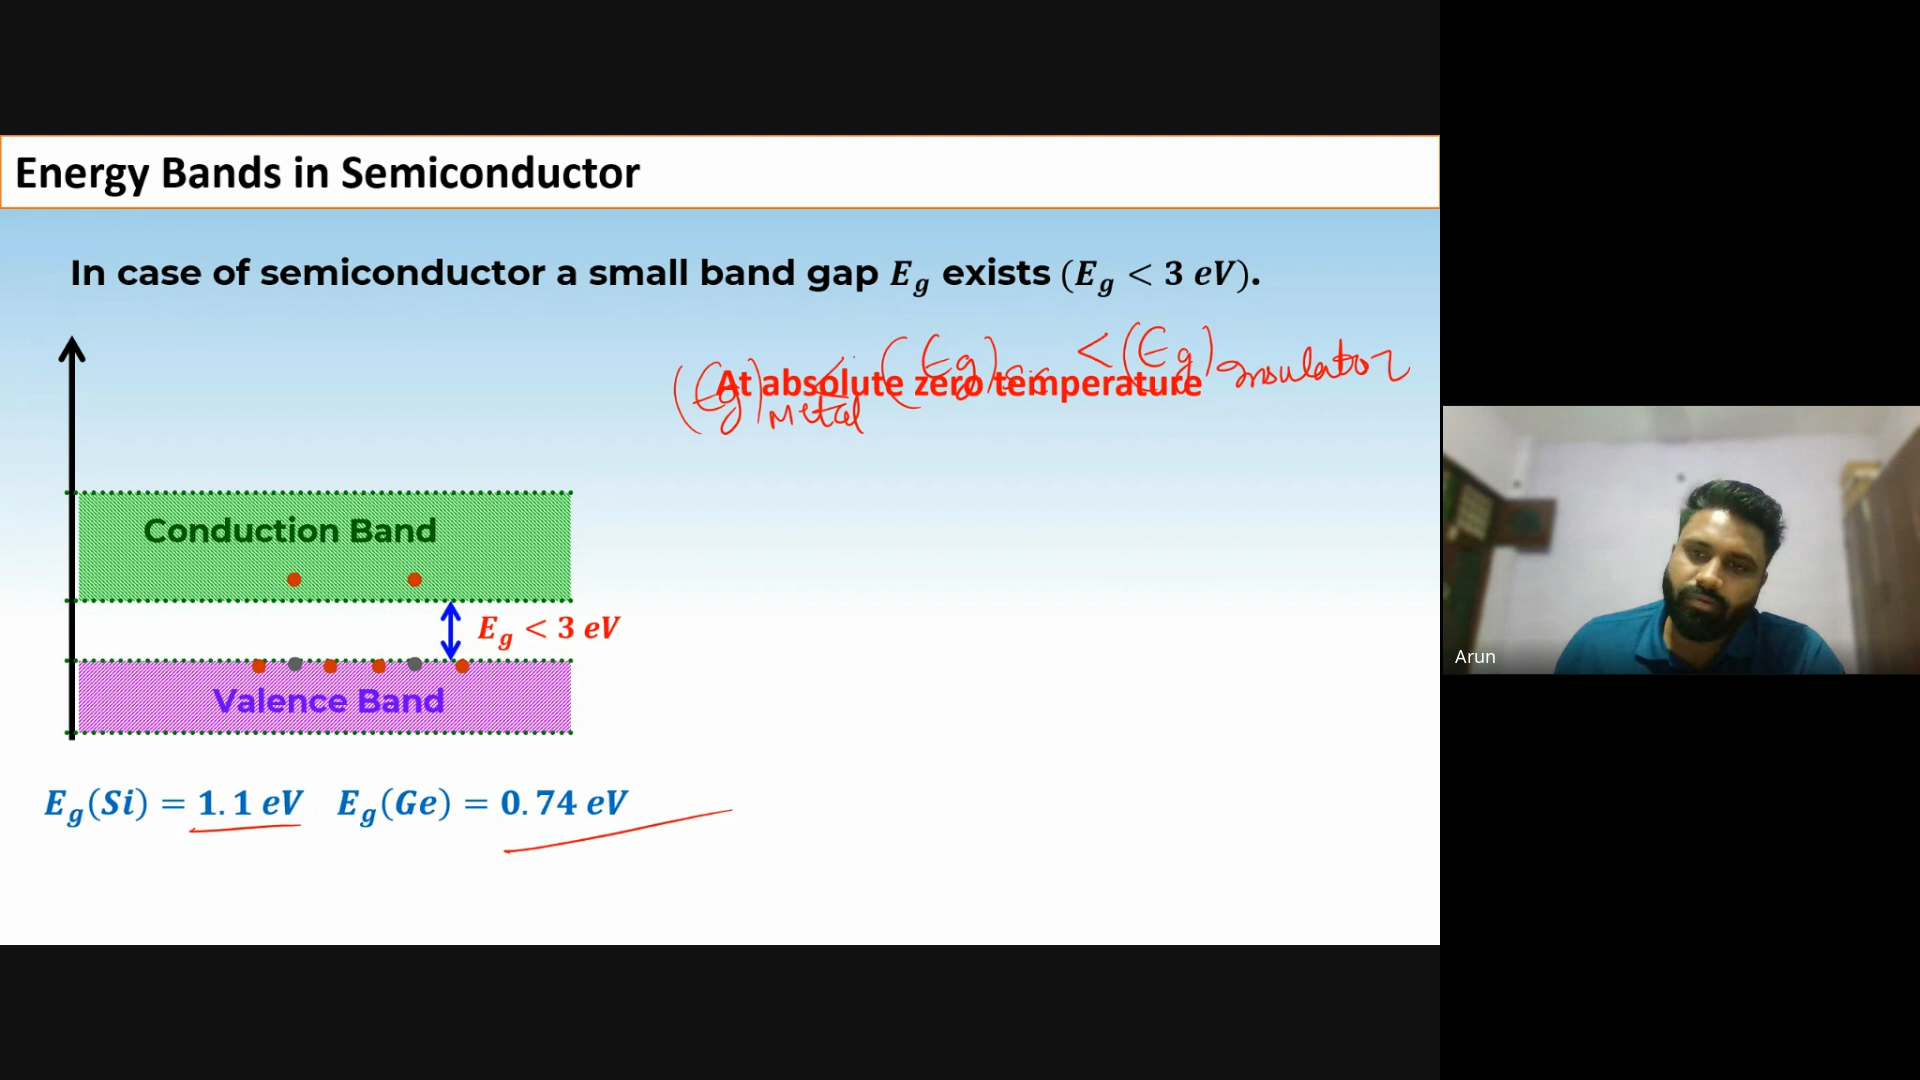 Energy Bands in Semiconductor
In case of semiconductor a small band gap E_g exists (E_g < 3 eV).
(Eg)Metal < (Eg)S.C < (Eg)Insulator
At absolute zero temperature
Conduction Band
E_g < 3 eV
Valence Band
E_g(Si) = 1.1 eV E_g(Ge) = 0.74 eV
Arun